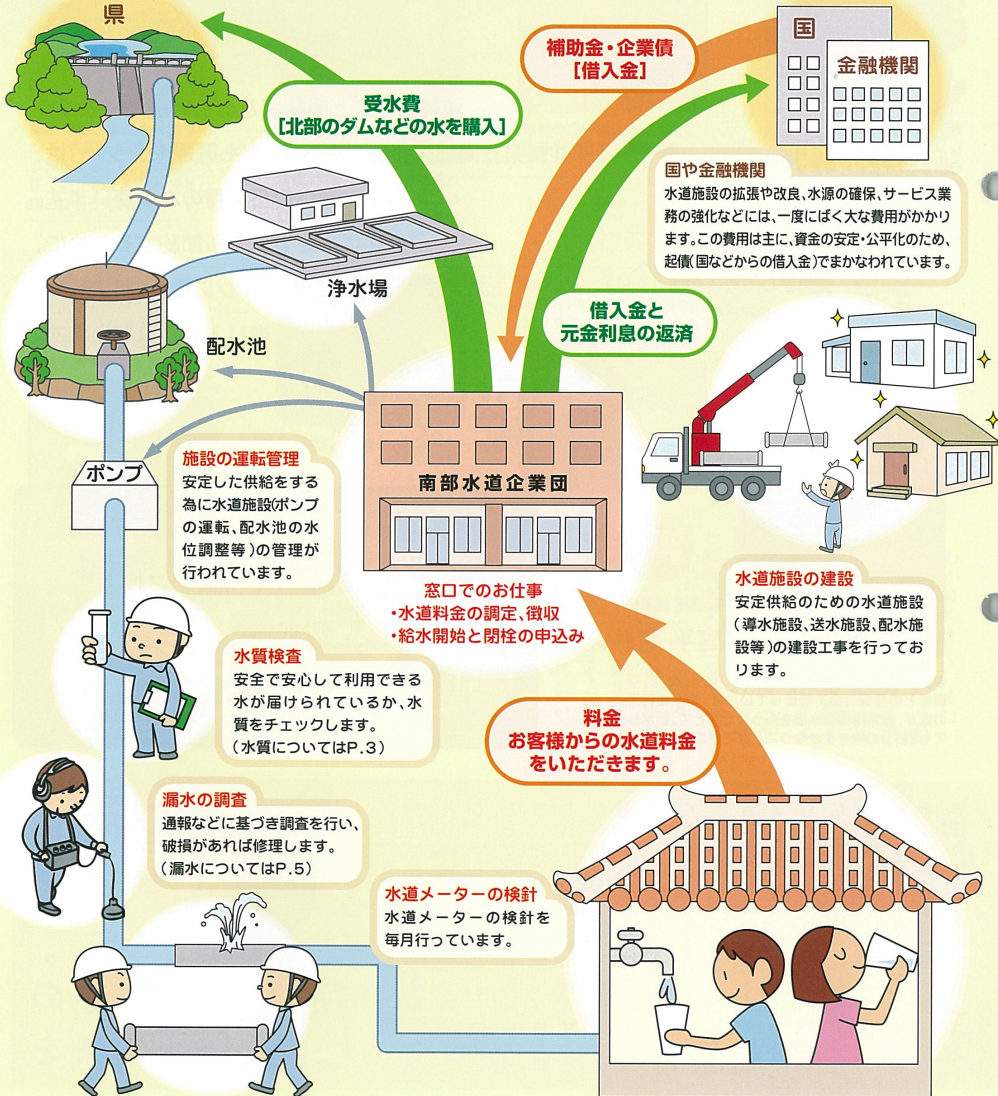 県
受水費
[北部のダムなどの水を購入]
補助金・企業債
[借入金]
国
金融機関
国や金融機関
水道施設の拡張や改良、水源の確保、サービス業
務の強化などには、一度にばく大な費用がかかり
ます。この費用は主に、資金の安定・公平化のため、
起債(国などからの借入金)でまかなわれています。
浄水場
借入金と
元金利息の返済
配水池
ポンプ
施設の運転管理
安定した供給をする
為に水道施設(ポンプ
の運転、配水池の水
位調整等)の管理が
行われています。
南部水道企業団
窓口でのお仕事
・水道料金の調定、徴収
・給水開始と閉栓の申込み
水道施設の建設
安定供給のための水道施設
(導水施設、送水施設、配水施
設等)の建設工事を行ってお
ります。
水質検査
安全で安心して利用できる
水が届けられているか、水
質をチェックします。
(水質についてはP.3)
料金
お客様からの水道料金
をいただきます。
漏水の調査
通報などに基づき調査を行い、
破損があれば修理します。
(漏水についてはP.5)
水道メーターの検針
水道メーターの検針を
毎月行っています。